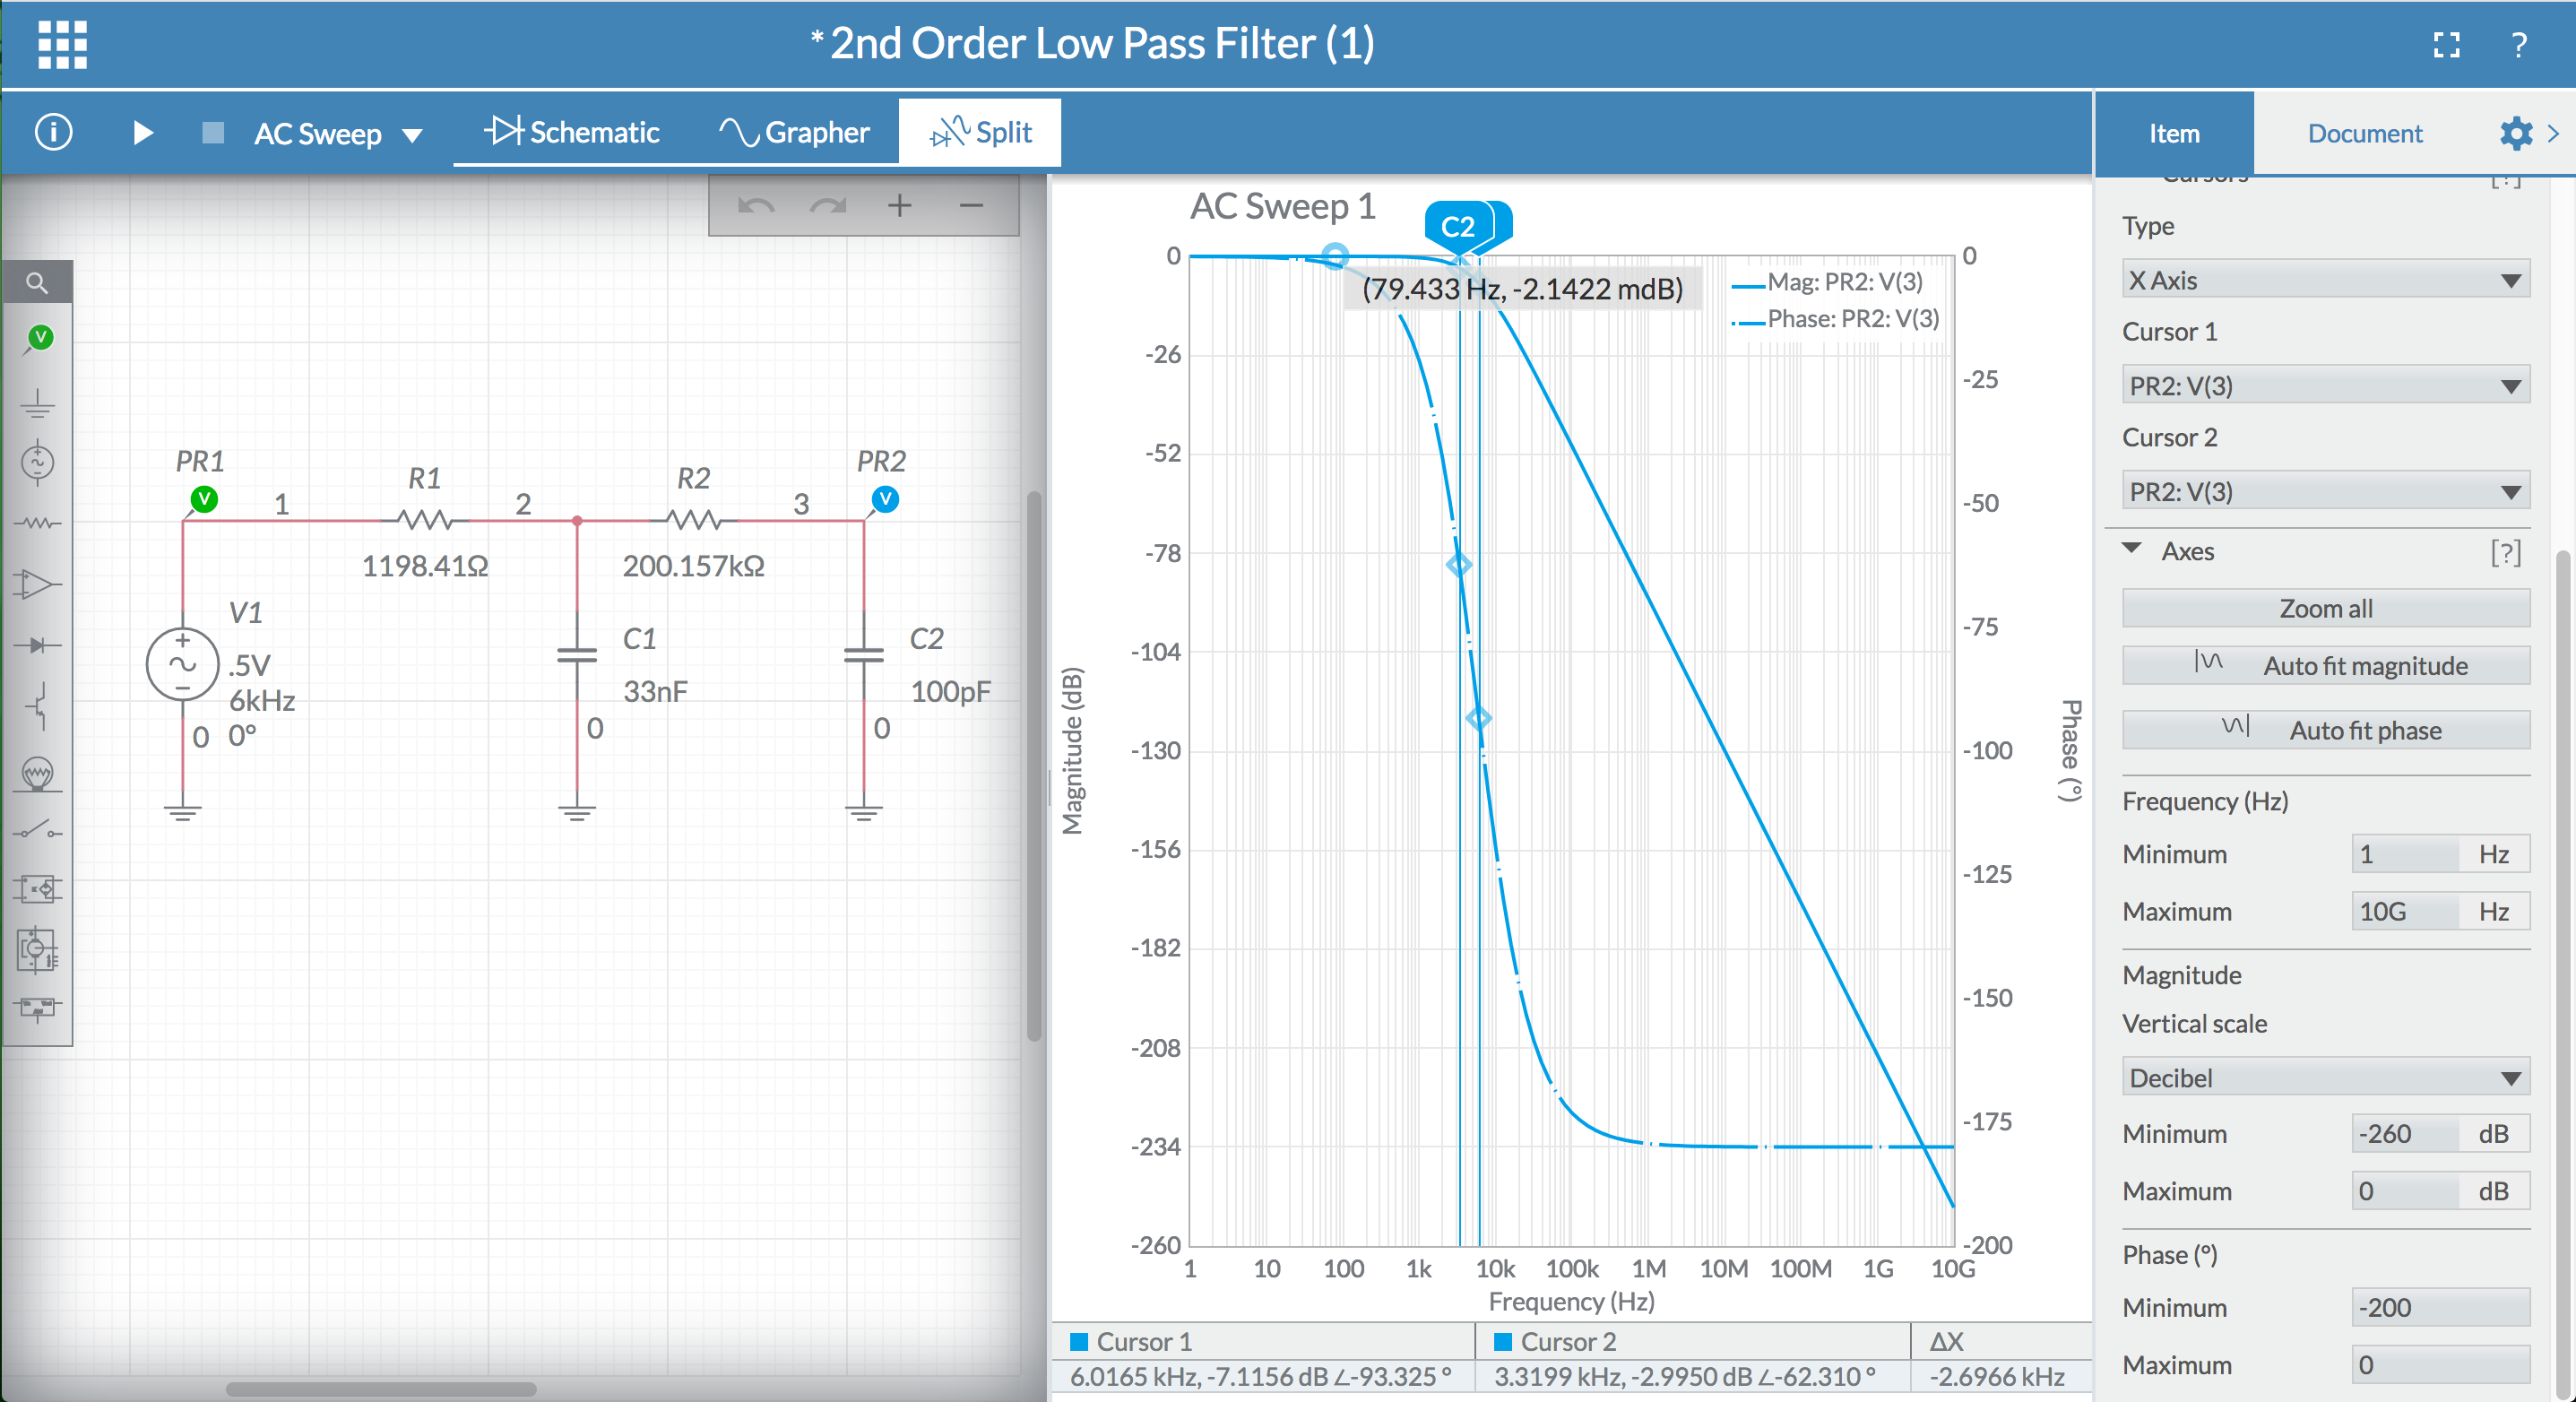 * 2nd Order Low Pass Filter (1)
?
i
AC Sweep
Schematic
Grapher
Split
Item
Document
Cursors
[?]
+
−
AC Sweep 1
C2
(79.433 Hz, -2.1422 mdB)
Mag: PR2: V(3)
Phase: PR2: V(3)
0
-26
-52
-78
-104
-130
-156
-182
-208
-234
-260
Magnitude (dB)
0
-25
-50
-75
-100
-125
-150
-175
-200
Phase (°)
1
10
100
1k
10k
100k
1M
10M
100M
1G
10G
Frequency (Hz)
Cursor 1
Cursor 2
ΔX
6.0165 kHz, -7.1156 dB ∠-93.325 °
3.3199 kHz, -2.9950 dB ∠-62.310 °
-2.6966 kHz
V
PR1
V
1
R1
1198.41Ω
2
R2
200.157kΩ
3
PR2
V
V1
.5V
6kHz
0°
0
C1
33nF
0
C2
100pF
0
Type
X Axis
Cursor 1
PR2: V(3)
Cursor 2
PR2: V(3)
Axes
[?]
Zoom all
Auto fit magnitude
Auto fit phase
Frequency (Hz)
Minimum
1
Hz
Maximum
10G
Hz
Magnitude
Vertical scale
Decibel
Minimum
-260
dB
Maximum
0
dB
Phase (°)
Minimum
-200
Maximum
0